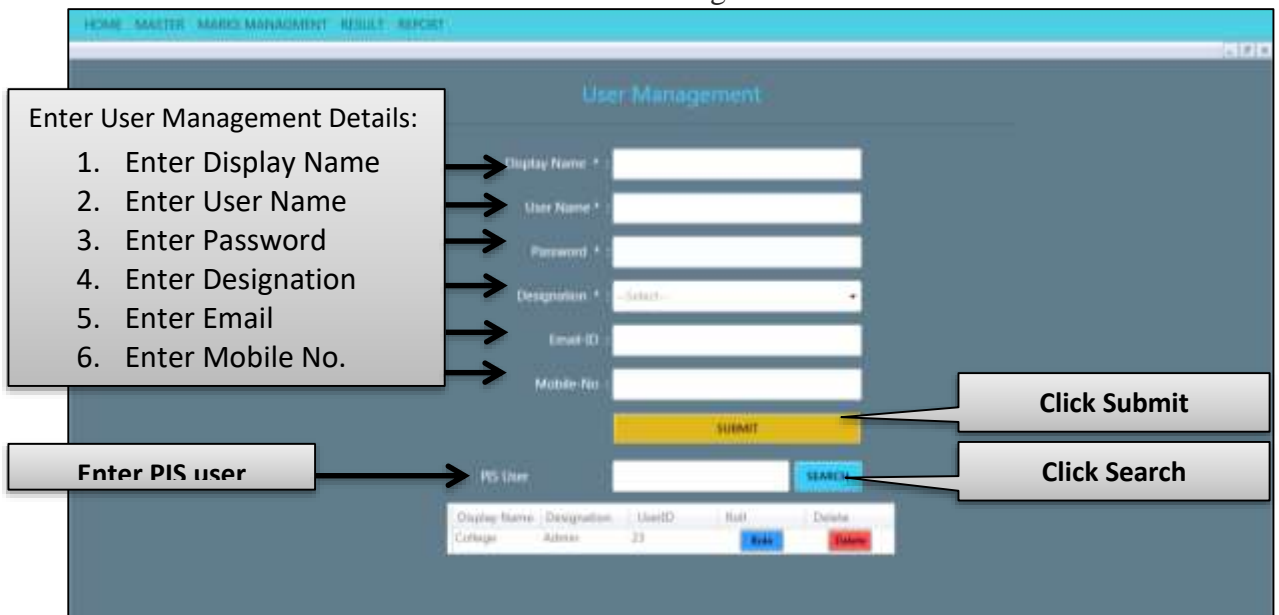 HOME MASTER MARKS MANAGMENT RESULT REPORT
User Management
Enter User Management Details:
1. Enter Display Name
2. Enter User Name
3. Enter Password
4. Enter Designation
5. Enter Email
6. Enter Mobile No.
Display Name *
User Name *
Password *
Designation * --Select--
Email-ID
Mobile-No
Click Submit
SUBMIT
Enter PIS user
PIS User
SEARCH
Click Search
Display Name Designation UserID Roll Delete
College Admin 23 Role Delete